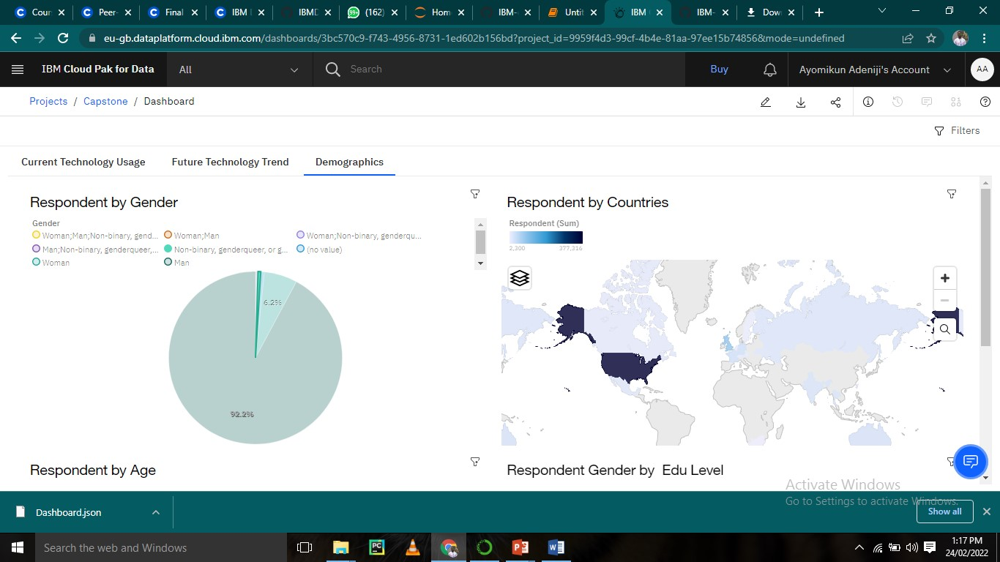 Cour
Peer-
Final
IBM
IBMD
99+
(162)
Hom
IBM-
Untit
IBM
IBM-
Dow
eu-gb.dataplatform.cloud.ibm.com/dashboards/3bc570c9-f743-4956-8731-1ed602b156bd?project_id=9959f4d3-99cf-4b4e-81aa-97ee15b74856&mode=undefined
IBM Cloud Pak for Data
All
Search
Buy
Ayomikun Adeniji's Account
AA
Projects / Capstone / Dashboard
Filters
Current Technology Usage
Future Technology Trend
Demographics
Respondent by Gender
Gender
Woman;Man;Non-binary, gend...
Woman;Man
Woman;Non-binary, genderqu...
Man;Non-binary, genderqueer,...
Non-binary, genderqueer, or g...
(no value)
Woman
Man
6.2%
92.2%
Respondent by Countries
Respondent (Sum)
2,300
377,316
Respondent by Age
Respondent Gender by Edu Level
Activate Windows
Go to Settings to activate Windows.
Dashboard.json
Show all
Search the web and Windows
1:17 PM
24/02/2022